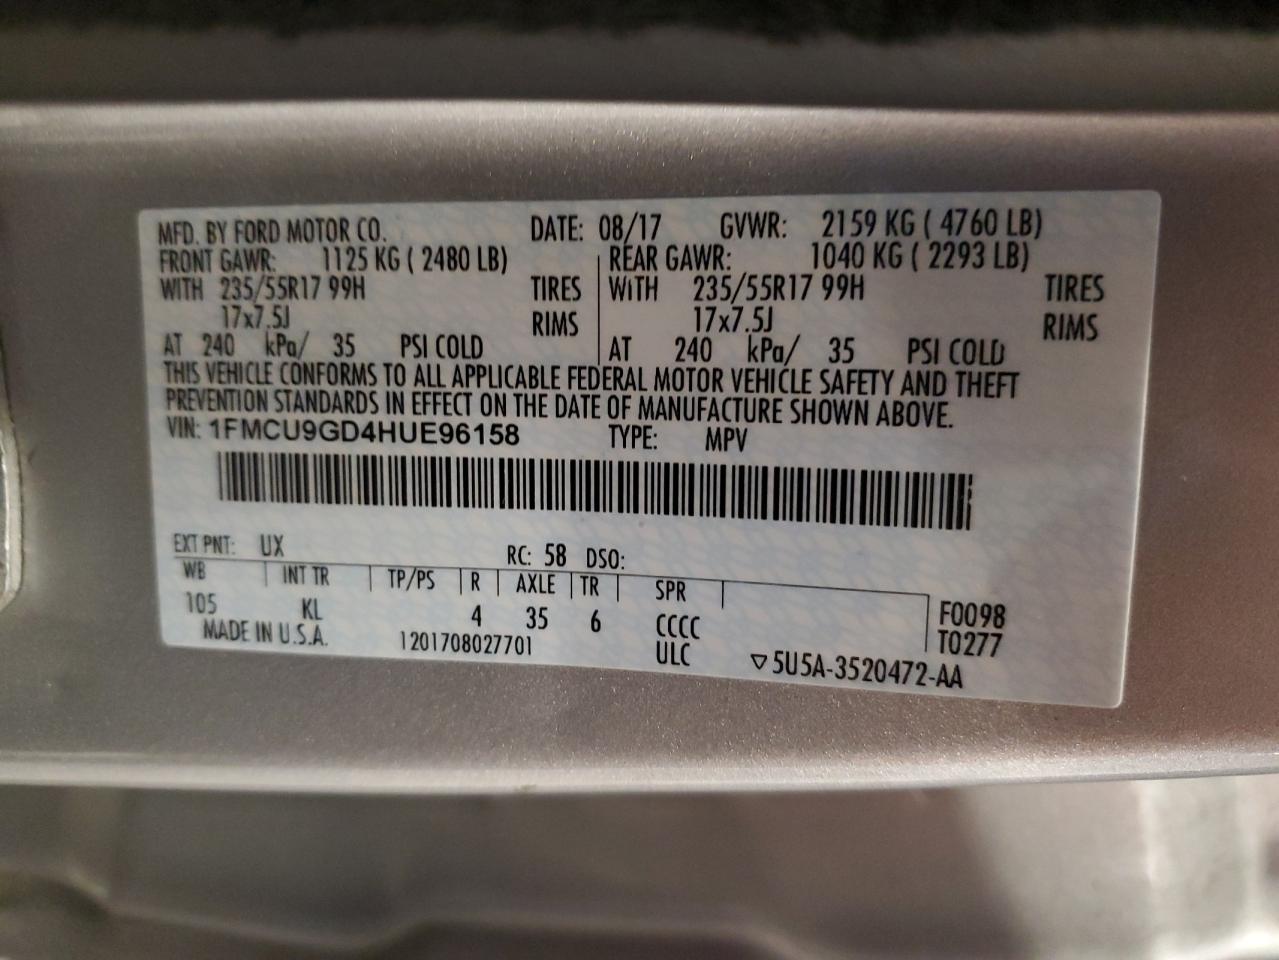 MFD. BY FORD MOTOR CO. DATE: 08/17 GVWR: 2159 KG ( 4760 LB)
FRONT GAWR: 1125 KG ( 2480 LB) REAR GAWR: 1040 KG ( 2293 LB)
WITH 235/55R17 99H TIRES WITH 235/55R17 99H TIRES
17x7.5J RIMS 17x7.5J RIMS
AT 240 kPa/ 35 PSI COLD AT 240 kPa/ 35 PSI COLD
THIS VEHICLE CONFORMS TO ALL APPLICABLE FEDERAL MOTOR VEHICLE SAFETY AND THEFT
PREVENTION STANDARDS IN EFFECT ON THE DATE OF MANUFACTURE SHOWN ABOVE.
VIN: 1FMCU9GD4HUE96158 TYPE: MPV
EXT PNT: UX RC: 58 DSO:
WB INT TR TP/PS R AXLE TR SPR
105 KL 4 35 6 CCCC F0098
MADE IN U.S.A. 1201708027701 ULC T0277
▽5U5A-3520472-AA